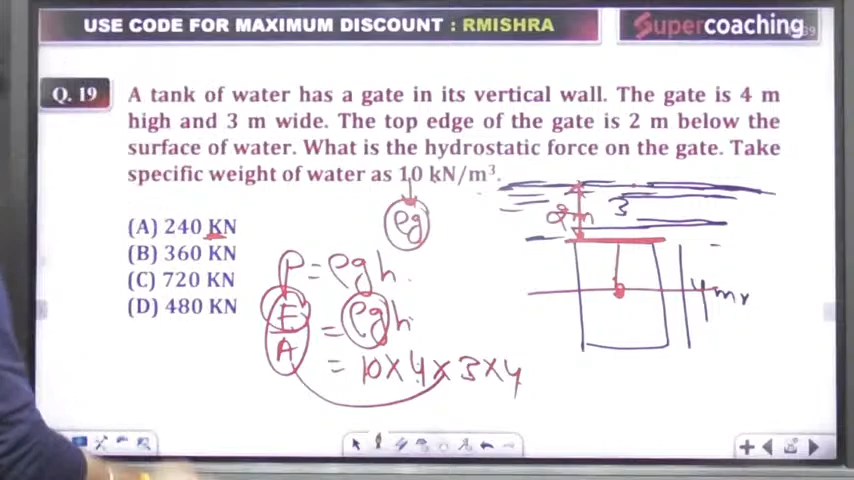 USE CODE FOR MAXIMUM DISCOUNT : RMISHRA
Supercoaching
Q. 19
A tank of water has a gate in its vertical wall. The gate is 4 m
high and 3 m wide. The top edge of the gate is 2 m below the
surface of water. What is the hydrostatic force on the gate. Take
specific weight of water as 10 kN/m³.
(A) 240 KN
(B) 360 KN
(C) 720 KN
(D) 480 KN
ρg
P = ρgh.
F/A = ρgh
= 10 × 4 × 3 × 4
2m
3
4m